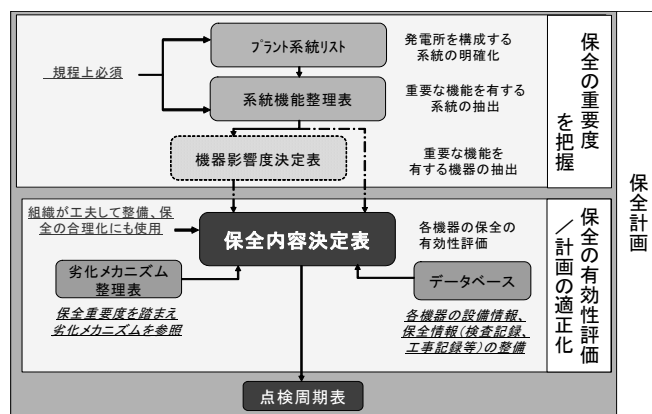 プラント系統リスト
発電所を構成する
系統の明確化
規程上必須
系統機能整理表
重要な機能を有する
系統の抽出
機器影響度決定表
重要な機能を
有する機器の抽出
保全の重要度
を把握
組織が工夫して整備、保
全の合理化にも使用
保全内容決定表
各機器の保全の
有効性評価
劣化メカニズム
整理表
データベース
保全重要度を踏まえ
劣化メカニズムを参照
各機器の設備情報、
保全情報(検査記録、
工事記録等)の整備
保全の有効性評価
/計画の適正化
点検周期表
保全計画